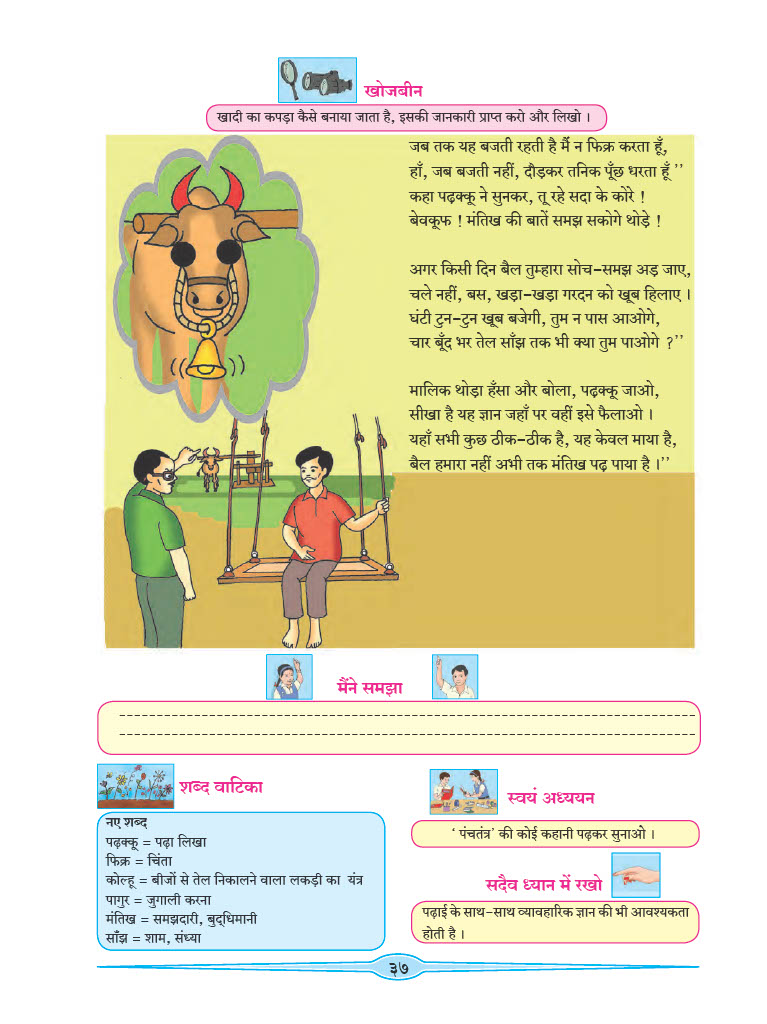 खोजबीन
खादी का कपड़ा कैसे बनाया जाता है, इसकी जानकारी प्राप्त करो और लिखो ।
जब तक यह बजती रहती है मैं न फिक्र करता हूँ,
हाँ, जब बजती नहीं, दौड़कर तनिक पूँछ धरता हूँ ’’
कहा पढ़क्कू ने सुनकर, तू रहे सदा के कोरे !
बेवकूफ ! मंतिख की बातें समझ सकोगे थोड़े !
अगर किसी दिन बैल तुम्हारा सोच-समझ अड़ जाए,
चले नहीं, बस, खड़ा-खड़ा गरदन को खूब हिलाए ।
घंटी टुन-टुन खूब बजेगी, तुम न पास आओगे,
चार बूँद भर तेल साँझ तक भी क्या तुम पाओगे ?’’
मालिक थोड़ा हँसा और बोला, पढ़क्कू जाओ,
सीखा है यह ज्ञान जहाँ पर वहीं इसे फैलाओ ।
यहाँ सभी कुछ ठीक-ठीक है, यह केवल माया है,
बैल हमारा नहीं अभी तक मंतिख पढ़ पाया है ।’’
मैंने समझा
शब्द वाटिका
नए शब्द
पढ़क्कू = पढ़ा लिखा
फिक्र = चिंता
कोल्हू = बीजों से तेल निकालने वाला लकड़ी का यंत्र
पागुर = जुगाली करना
मंतिख = समझदारी, बुद्धिमानी
साँझ = शाम, संध्या
स्वयं अध्ययन
‘ पंचतंत्र’ की कोई कहानी पढ़कर सुनाओ ।
सदैव ध्यान में रखो
पढ़ाई के साथ-साथ व्यावहारिक ज्ञान की भी आवश्यकता
होती है ।
३७